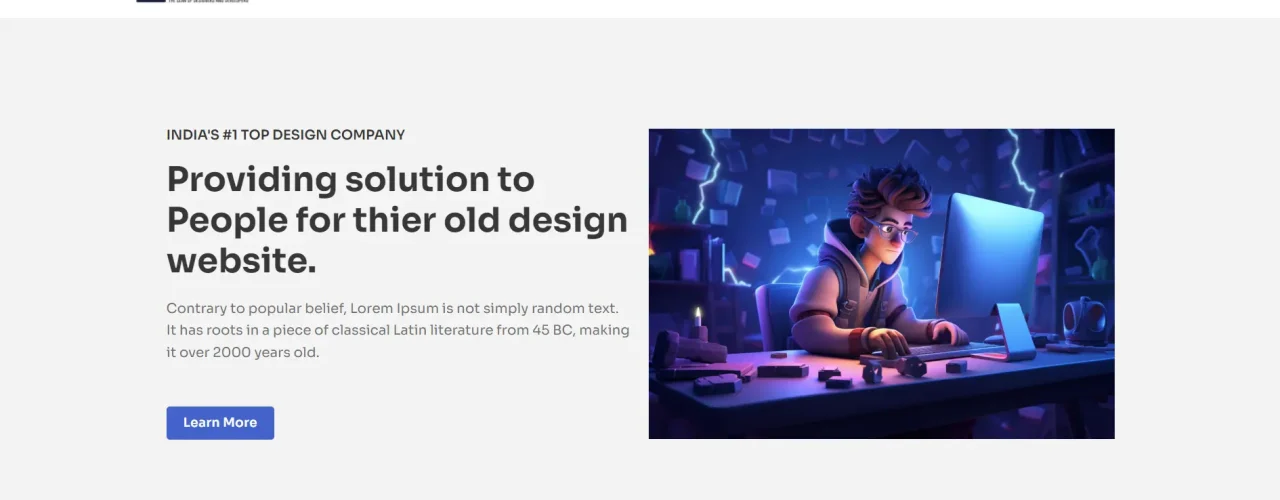 INDIA'S #1 TOP DESIGN COMPANY
Providing solution to
People for thier old design
website.
Contrary to popular belief, Lorem Ipsum is not simply random text.
It has roots in a piece of classical Latin literature from 45 BC, making
it over 2000 years old.
Learn More